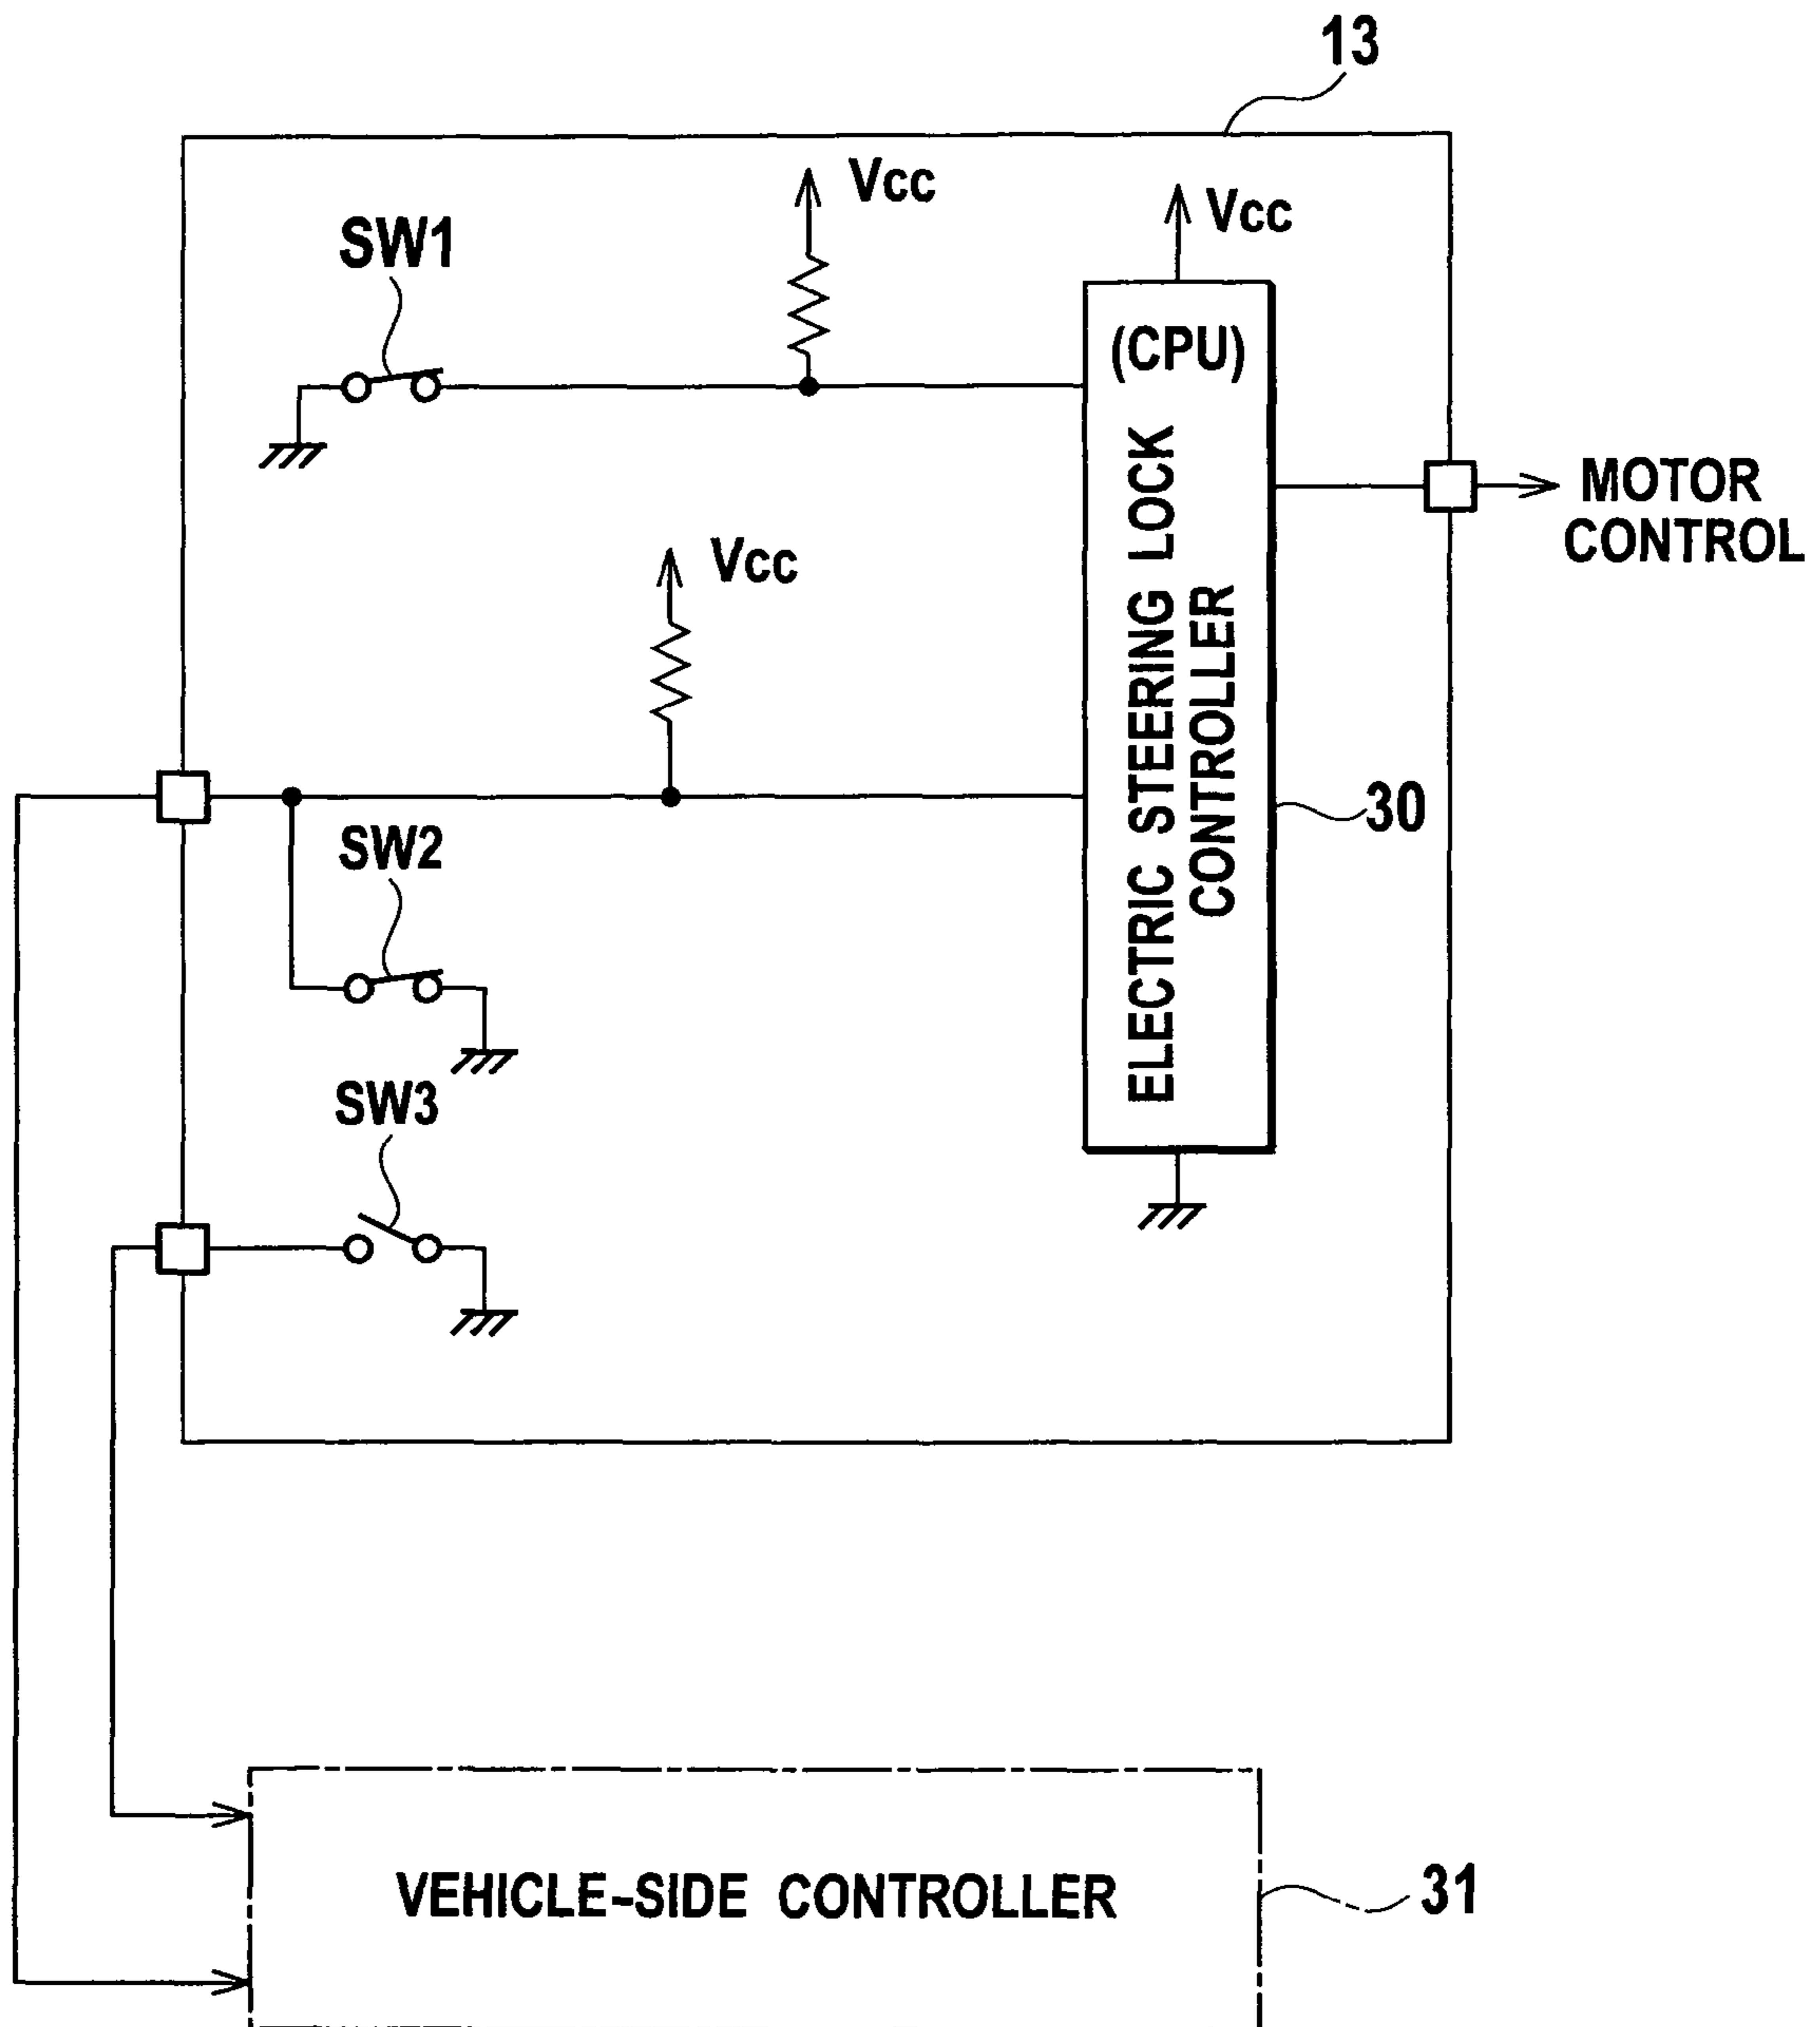 13
Vcc
Vcc
SW1
(CPU)
ELECTRIC STEERING LOCK
CONTROLLER
MOTOR
CONTROL
Vcc
30
SW2
SW3
VEHICLE-SIDE CONTROLLER
31